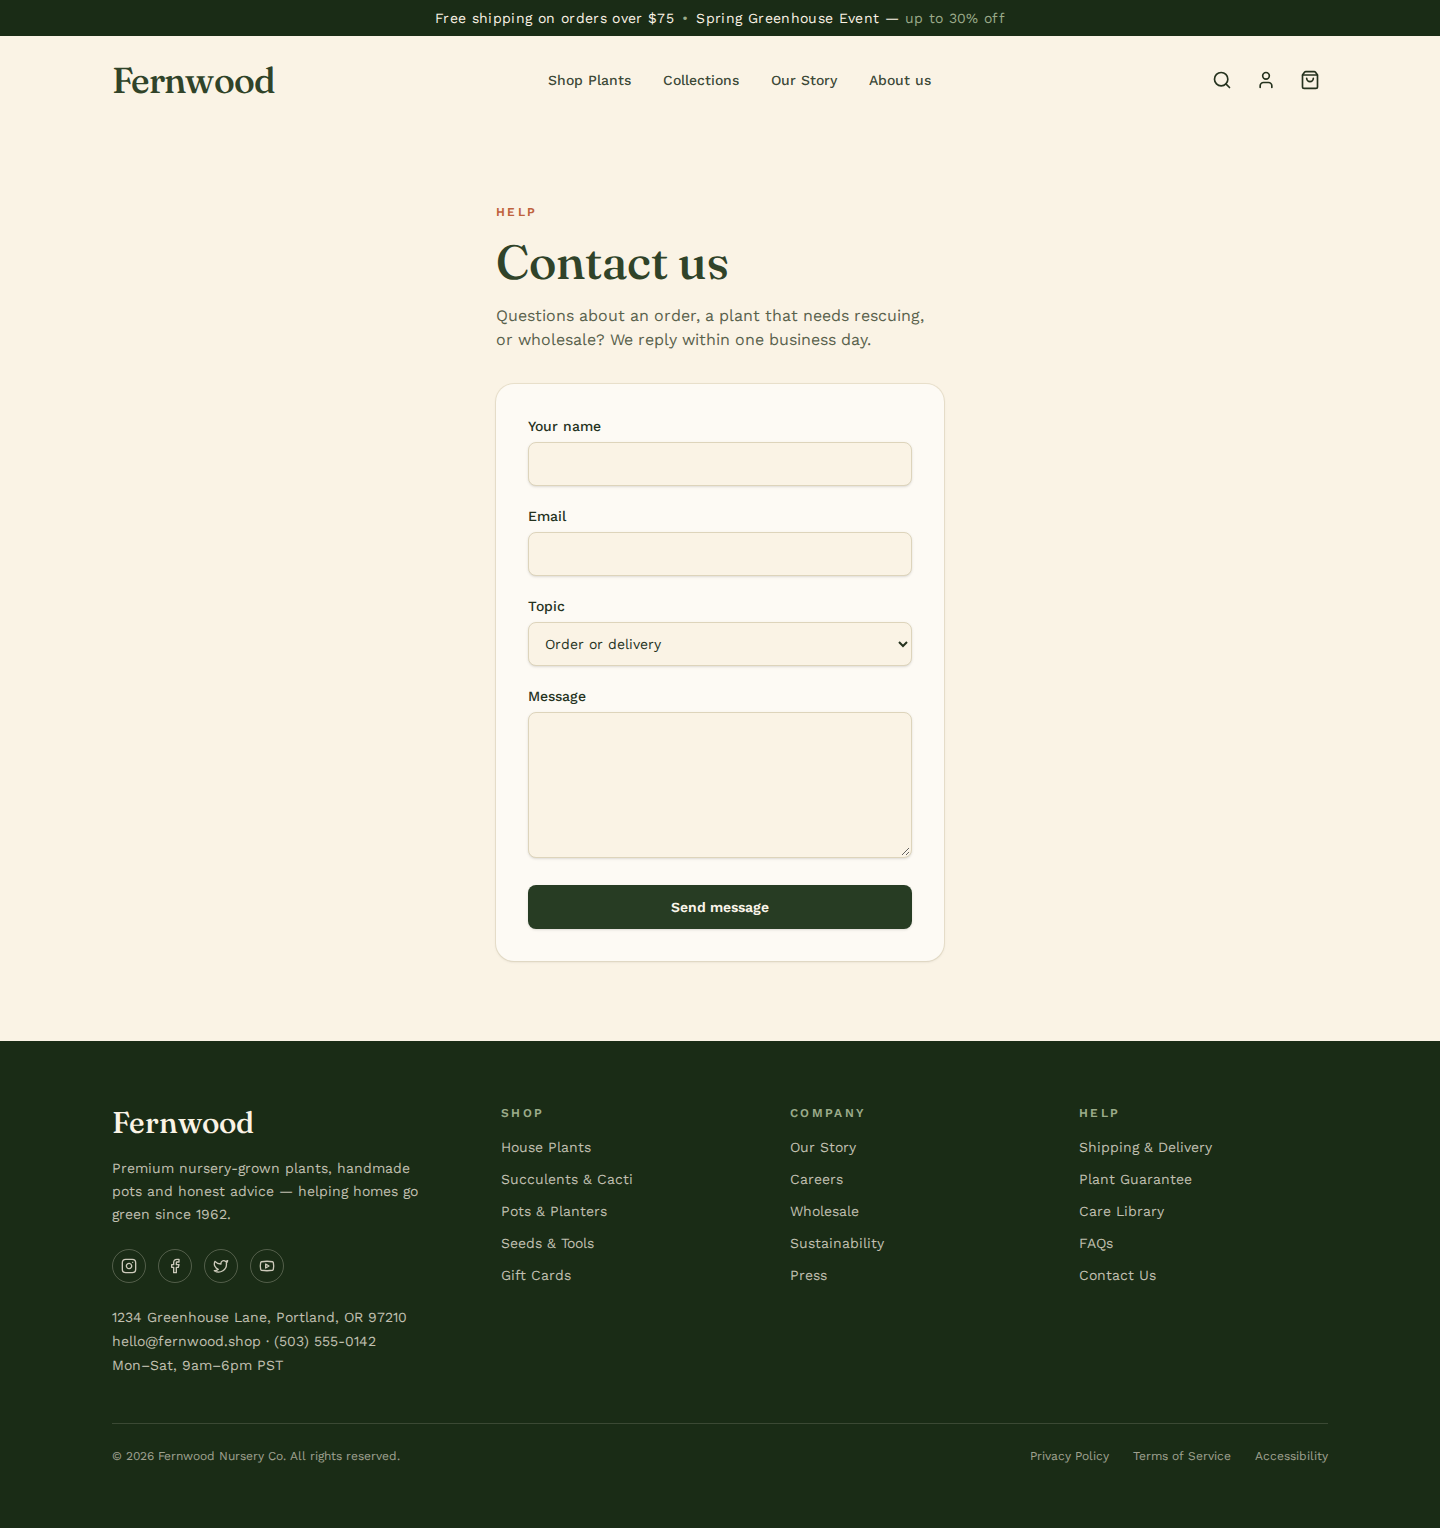 Free shipping on orders over $75 • Spring Greenhouse Event — up to 30% off
Fernwood
Shop Plants Collections Our Story About us
HELP
Contact us
Questions about an order, a plant that needs rescuing,
or wholesale? We reply within one business day.
Your name
Email
Topic
Order or delivery
Message
Send message
Fernwood
Premium nursery-grown plants, handmade
pots and honest advice — helping homes go
green since 1962.
1234 Greenhouse Lane, Portland, OR 97210
hello@fernwood.shop · (503) 555-0142
Mon–Sat, 9am–6pm PST
SHOP
House Plants
Succulents & Cacti
Pots & Planters
Seeds & Tools
Gift Cards
COMPANY
Our Story
Careers
Wholesale
Sustainability
Press
HELP
Shipping & Delivery
Plant Guarantee
Care Library
FAQs
Contact Us
© 2026 Fernwood Nursery Co. All rights reserved.
Privacy Policy Terms of Service Accessibility